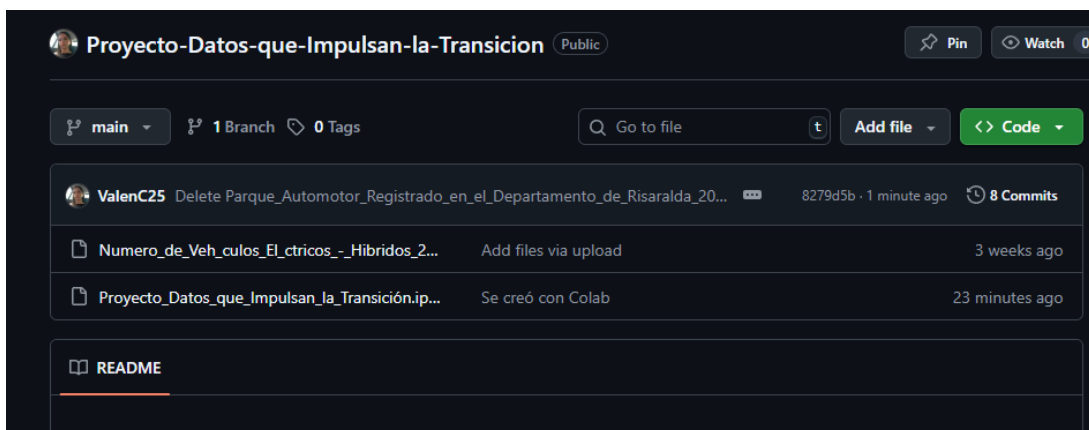 Proyecto-Datos-que-Impulsan-la-Transicion Public Pin Watch 0
main 1 Branch 0 Tags Go to file t Add file <> Code
ValenC25 Delete Parque_Automotor_Registrado_en_el_Departamento_de_Risaralda_20... 8279d5b · 1 minute ago 8 Commits
Numero_de_Veh_culos_El_ctricos_-_Hibridos_2... Add files via upload 3 weeks ago
Proyecto_Datos_que_Impulsan_la_Transición.ip... Se creó con Colab 23 minutes ago
README